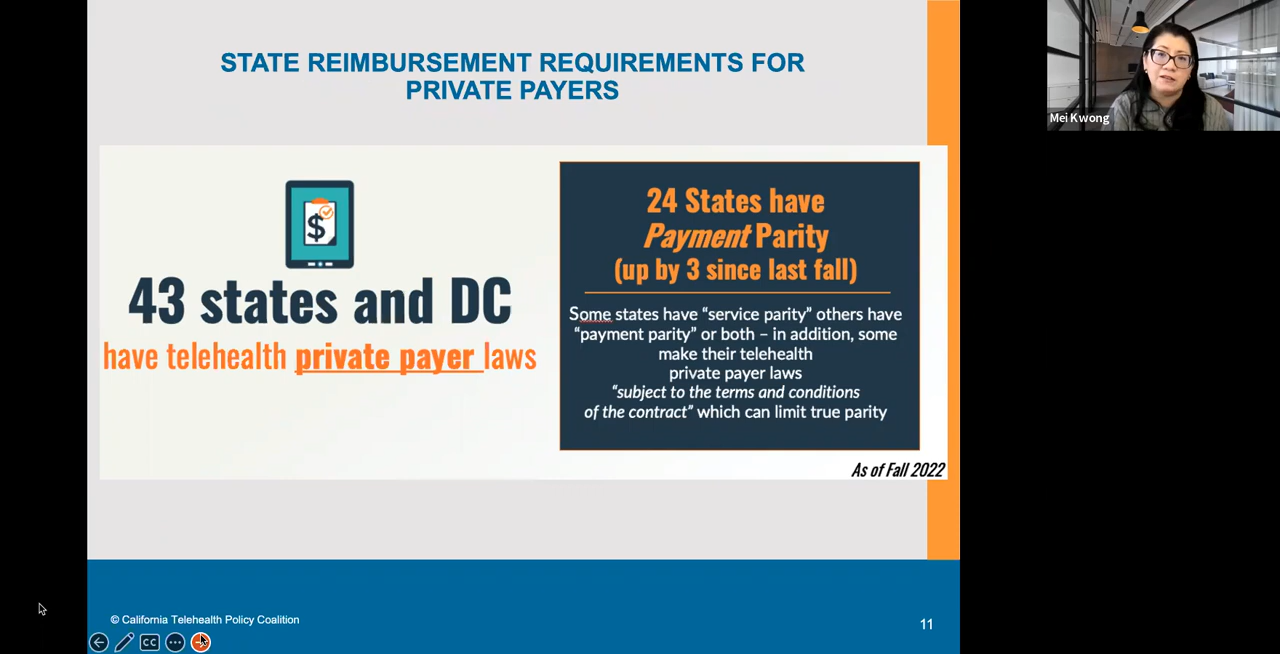 STATE REIMBURSEMENT REQUIREMENTS FOR
PRIVATE PAYERS
Mei Kwong
$
43 states and DC
have telehealth private payer laws
24 States have
Payment Parity
(up by 3 since last fall)
Some states have “service parity” others have
“payment parity” or both – in addition, some
make their telehealth
private payer laws
“subject to the terms and conditions
of the contract” which can limit true parity
As of Fall 2022
© California Telehealth Policy Coalition
11
CC